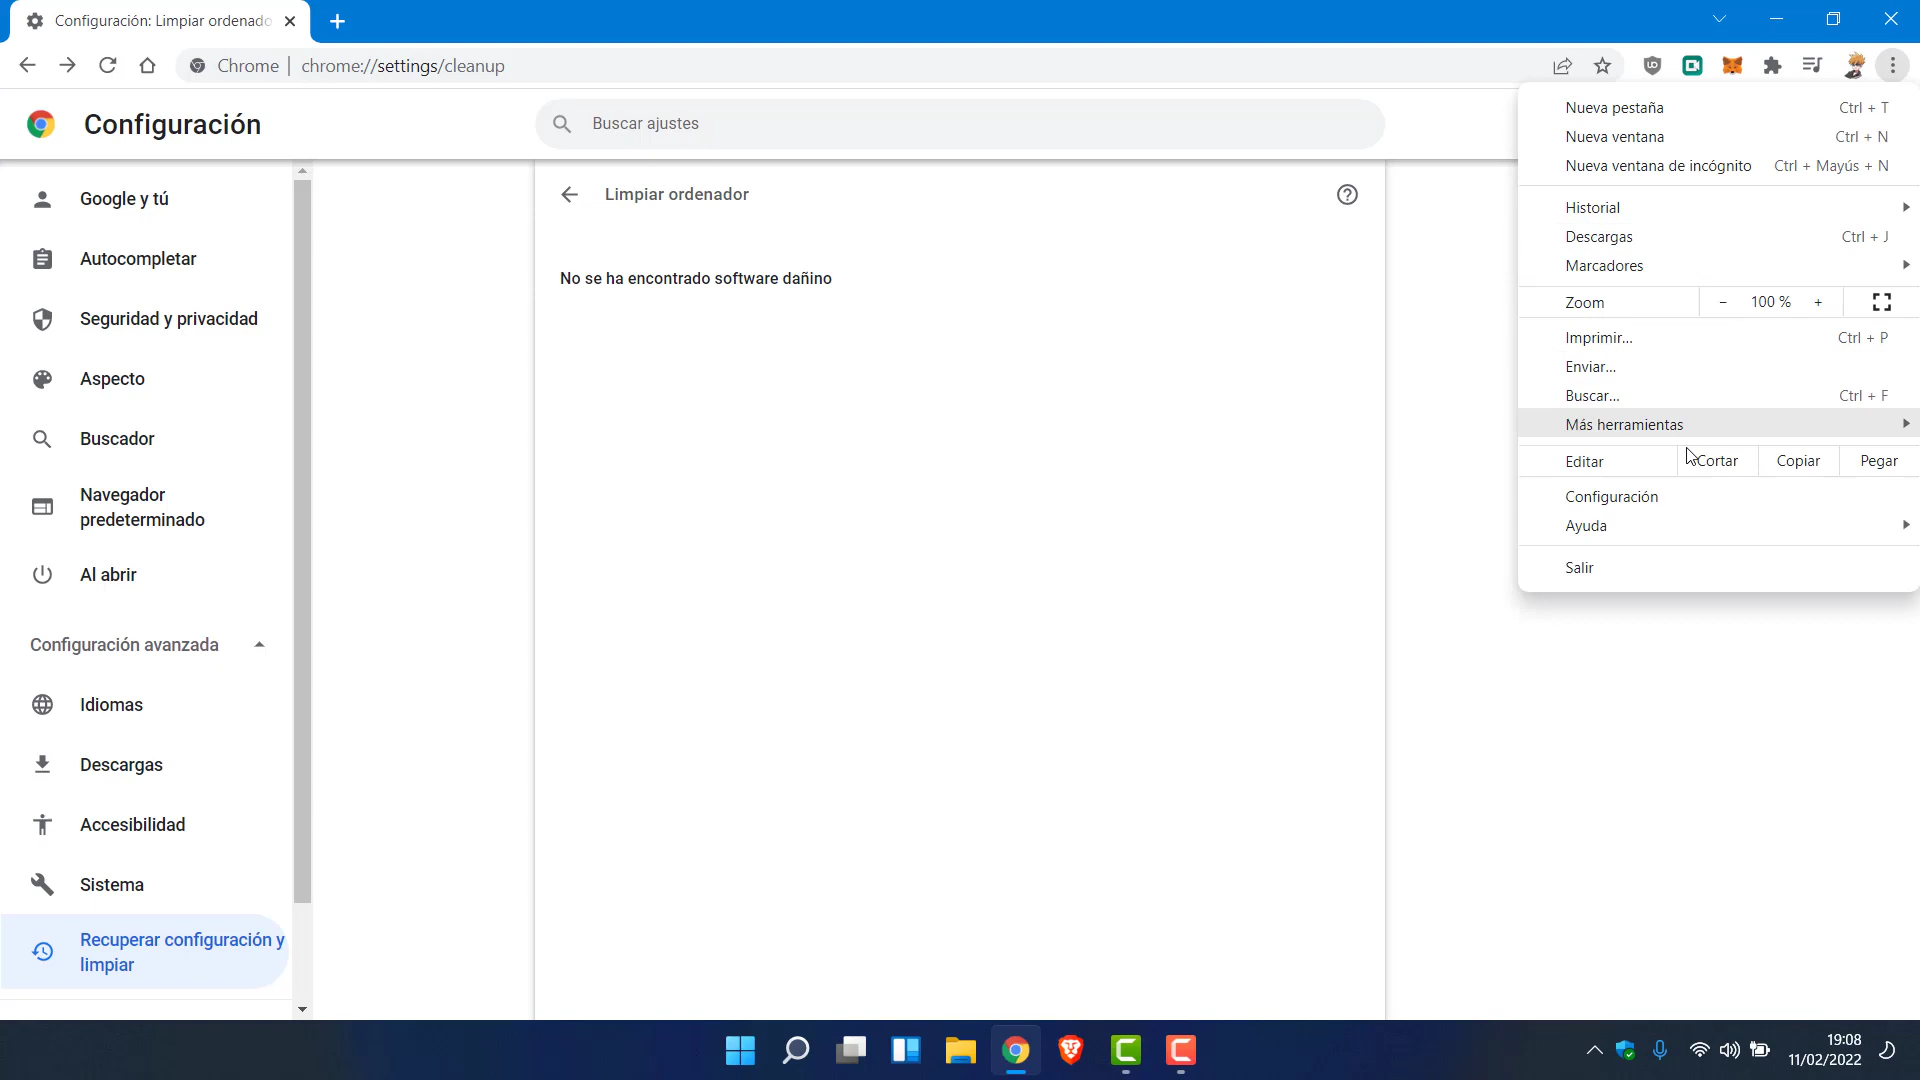 Configuración: Limpiar ordenado
Chrome | chrome://settings/cleanup
Configuración
Buscar ajustes
Google y tú
Autocompletar
Seguridad y privacidad
Aspecto
Buscador
Navegador
predeterminado
Al abrir
Configuración avanzada
Idiomas
Descargas
Accesibilidad
Sistema
Recuperar configuración y
limpiar
Limpiar ordenador
No se ha encontrado software dañino
Nueva pestaña Ctrl + T
Nueva ventana Ctrl + N
Nueva ventana de incógnito Ctrl + Mayús + N
Historial
Descargas Ctrl + J
Marcadores
Zoom - 100 % +
Imprimir... Ctrl + P
Enviar...
Buscar... Ctrl + F
Más herramientas
Editar Cortar Copiar Pegar
Configuración
Ayuda
Salir
19:08
11/02/2022